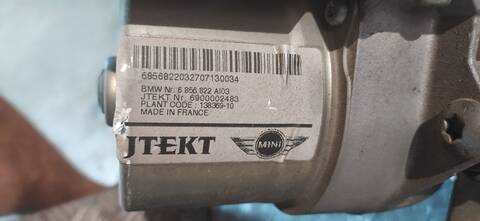 6856822032707130034
BMW Nr. 6 856 822 AI03
JTEKT Nr. 6900002483
PLANT CODE : 138369-10
MADE IN FRANCE
JTEKT MINI